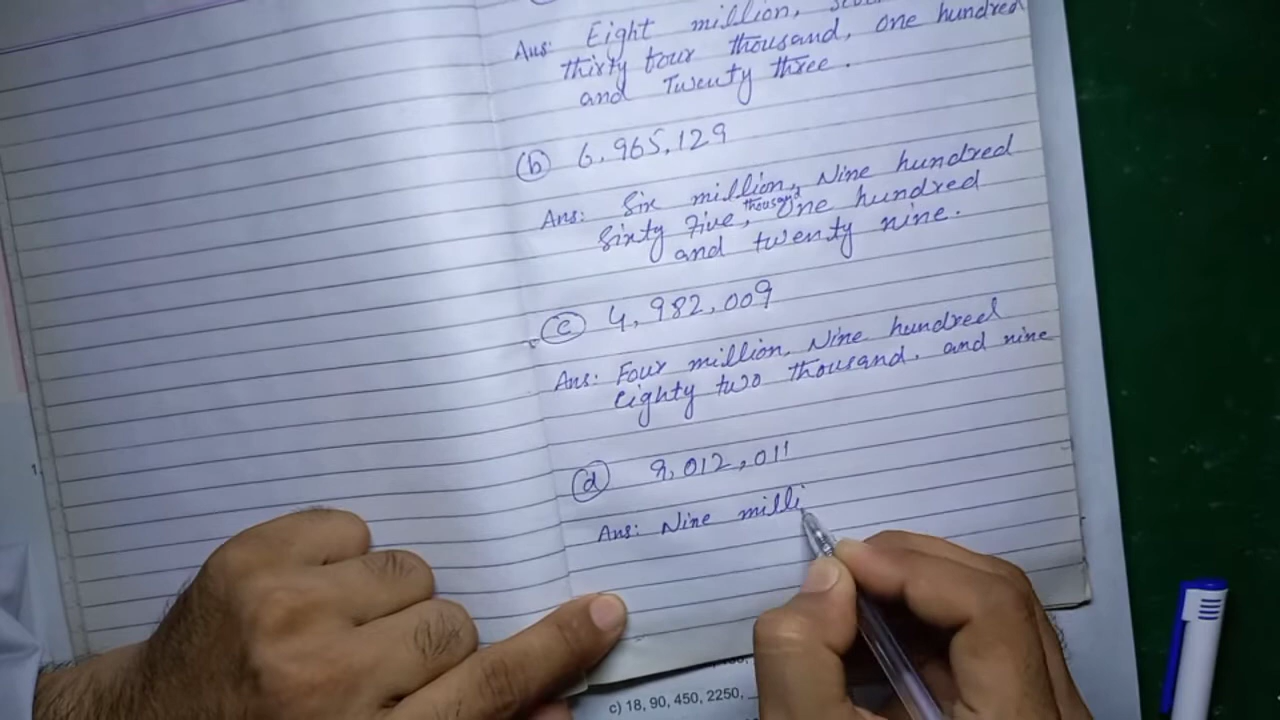 Ans: Eight million,
thirty four thousand, one hundred
and Twenty three.
(b) 6,965,129
Ans: Six million, Nine hundred
Sixty Five, thousand One hundred
and twenty nine.
(c) 4,982,009
Ans: Four million, Nine hundred
eighty two thousand. and nine
(d) 9,012,011
Ans: Nine milli
c) 18, 90, 450, 2250,
1.